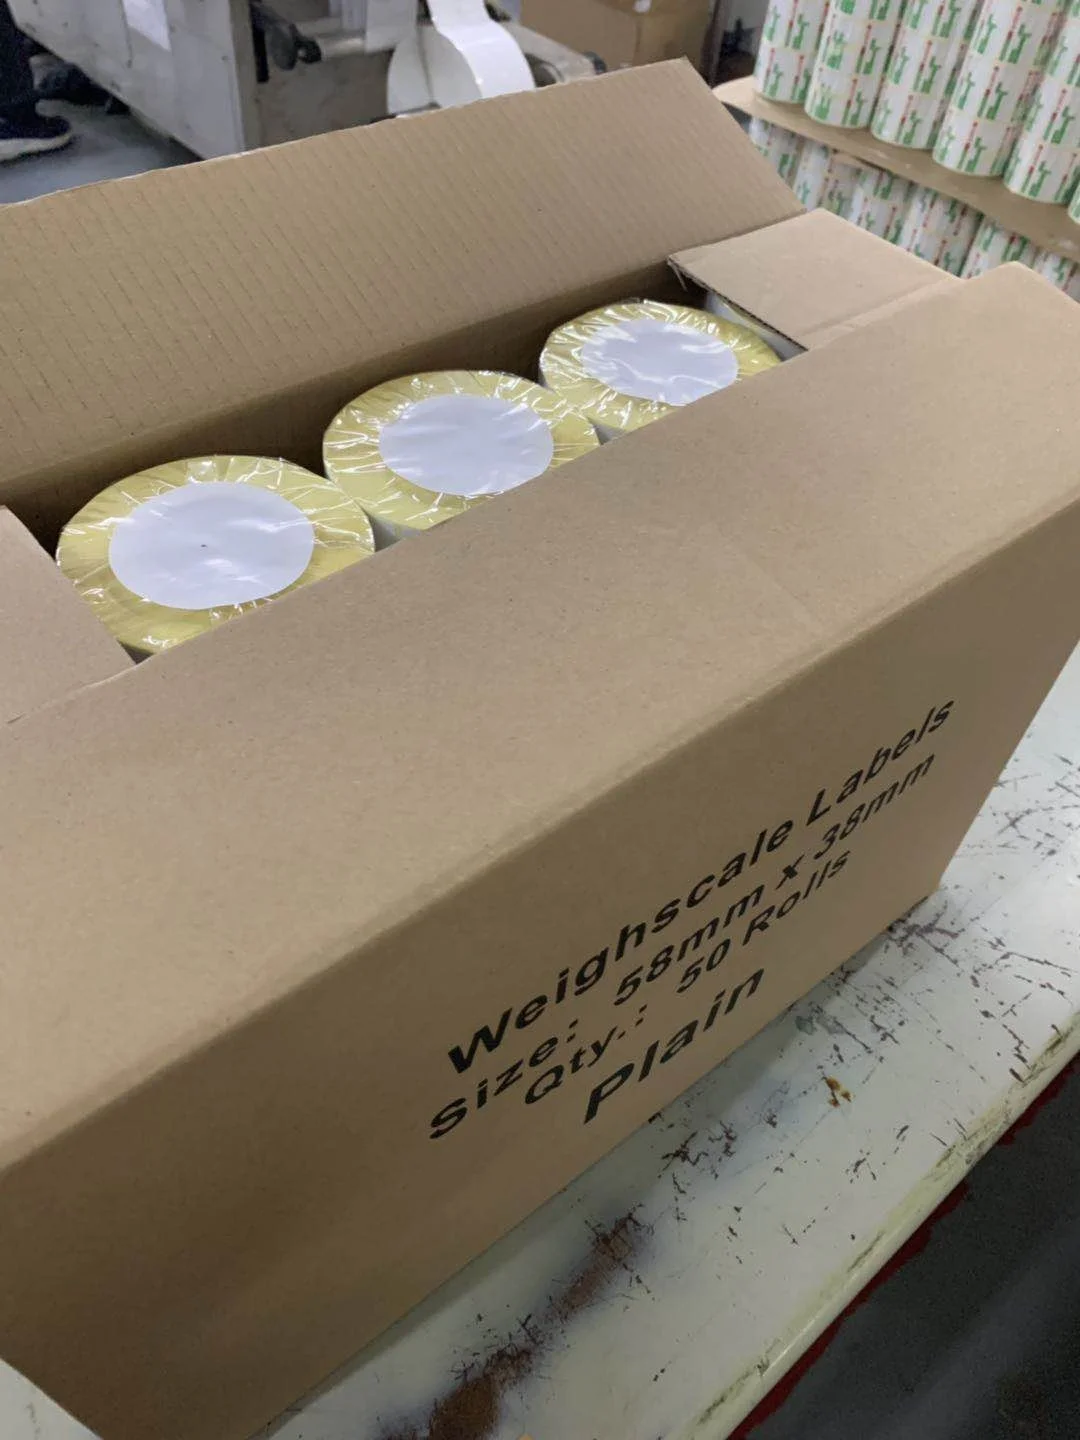 Weighscale Labels
Size: 58mm x 38mm
Qty.: 50 Rolls
Plain